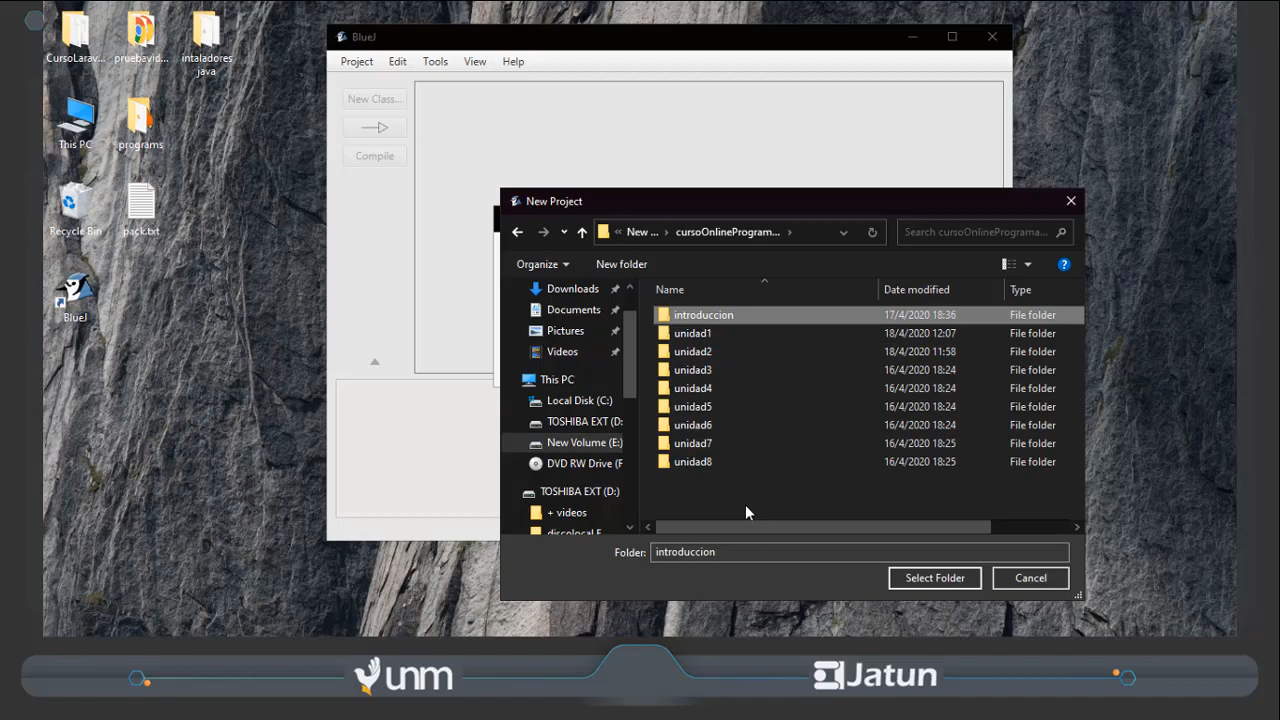 CursoLarav...
pruebavid...
intaladores
java
This PC
programs
Recycle Bin
pack.txt
BlueJ
BlueJ
Project Edit Tools View Help
New Class...
Compile
New Project
« New ... › cursoOnlineProgram... ›
Search cursoOnlinePrograma...
Organize New folder
Downloads
Documents
Pictures
Videos
This PC
Local Disk (C:)
TOSHIBA EXT (D:
New Volume (E:)
DVD RW Drive (F
TOSHIBA EXT (D:)
+ videos
Name Date modified Type
introduccion 17/4/2020 18:36 File folder
unidad1 18/4/2020 12:07 File folder
unidad2 18/4/2020 11:58 File folder
unidad3 16/4/2020 18:24 File folder
unidad4 16/4/2020 18:24 File folder
unidad5 16/4/2020 18:24 File folder
unidad6 16/4/2020 18:24 File folder
unidad7 16/4/2020 18:25 File folder
unidad8 16/4/2020 18:25 File folder
Folder: introduccion
Select Folder Cancel
unm
Jatun